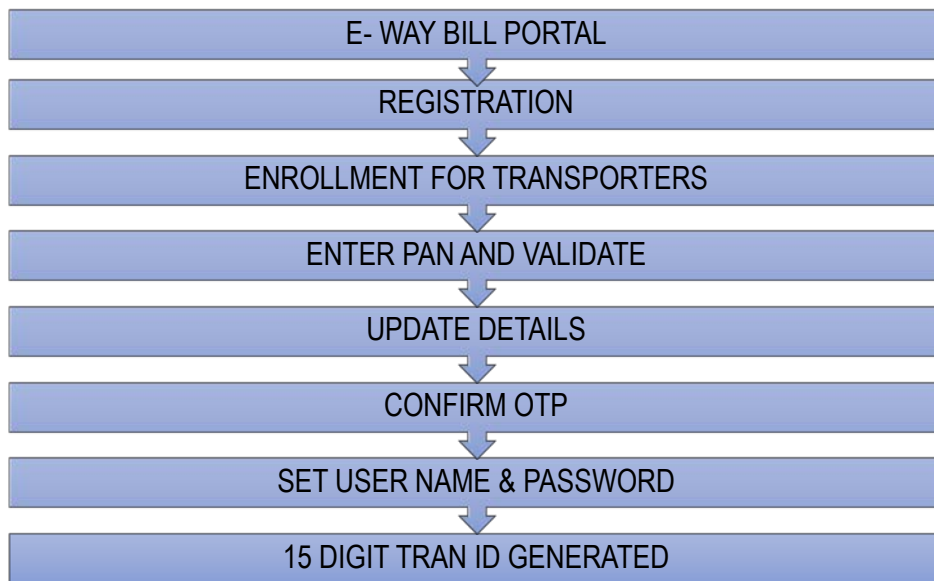 E- WAY BILL PORTAL
REGISTRATION
ENROLLMENT FOR TRANSPORTERS
ENTER PAN AND VALIDATE
UPDATE DETAILS
CONFIRM OTP
SET USER NAME & PASSWORD
15 DIGIT TRAN ID GENERATED